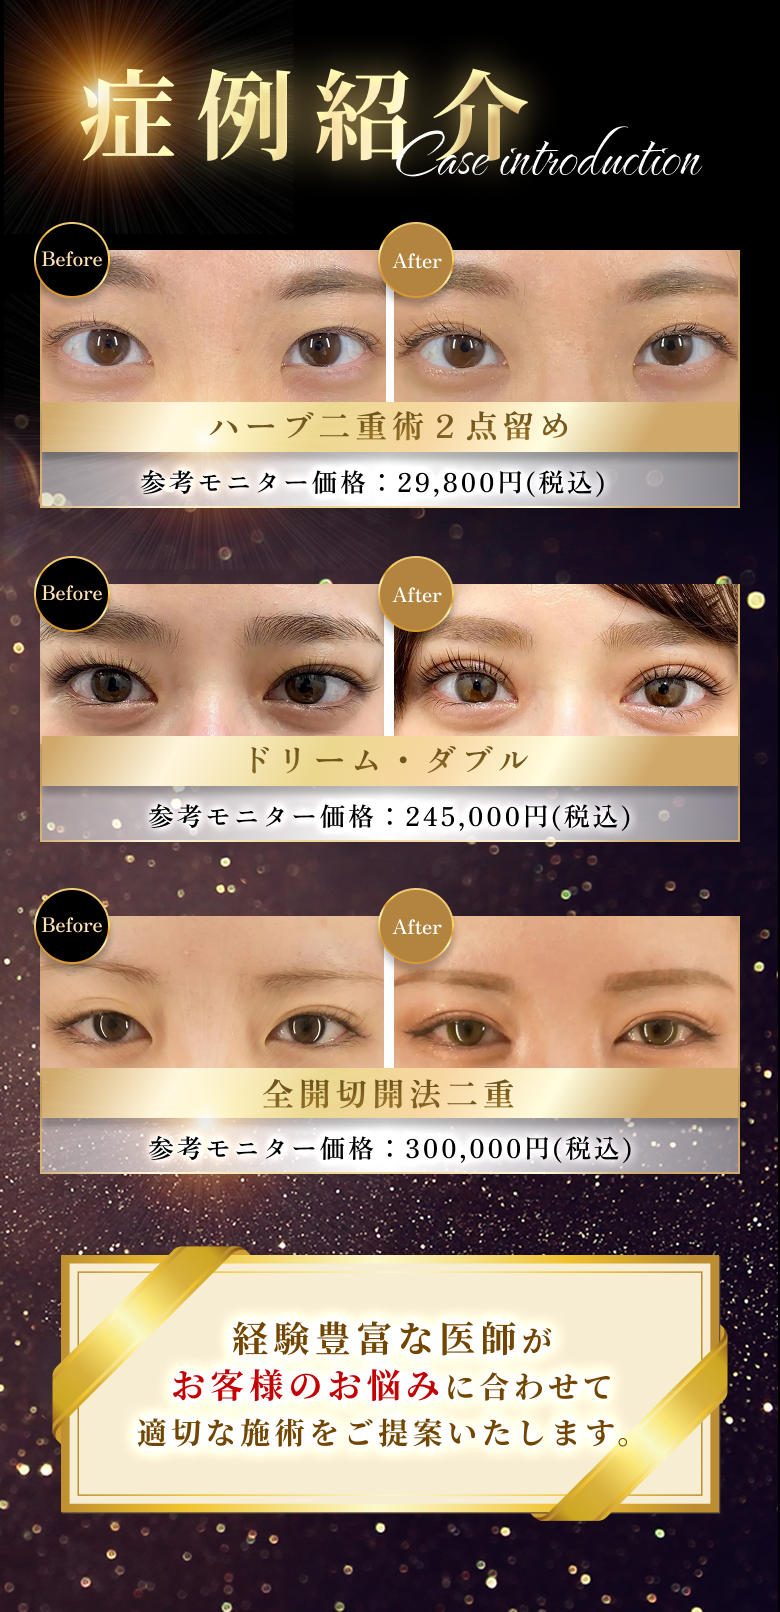 症例紹介
Case introduction
Before
After
ハーブ二重術2点留め
参考モニター価格：29,800円(税込)
Before
After
ドリーム・ダブル
参考モニター価格：245,000円(税込)
Before
After
全開切開法二重
参考モニター価格：300,000円(税込)
経験豊富な医師が
お客様のお悩みに合わせて
適切な施術をご提案いたします。